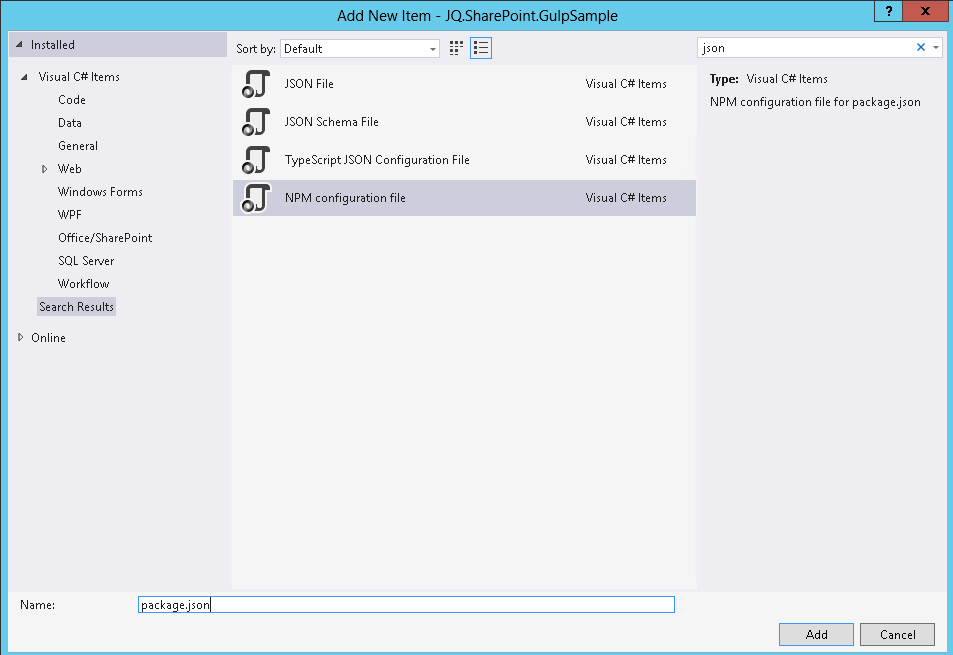 Add New Item - JQ.SharePoint.GulpSample
? X
Installed
Visual C# Items
Code
Data
General
Web
Windows Forms
WPF
Office/SharePoint
SQL Server
Workflow
Search Results
Online
Sort by: Default
JSON File Visual C# Items
JSON Schema File Visual C# Items
TypeScript JSON Configuration File Visual C# Items
NPM configuration file Visual C# Items
json
Type: Visual C# Items
NPM configuration file for package.json
Name: package.json
Add Cancel